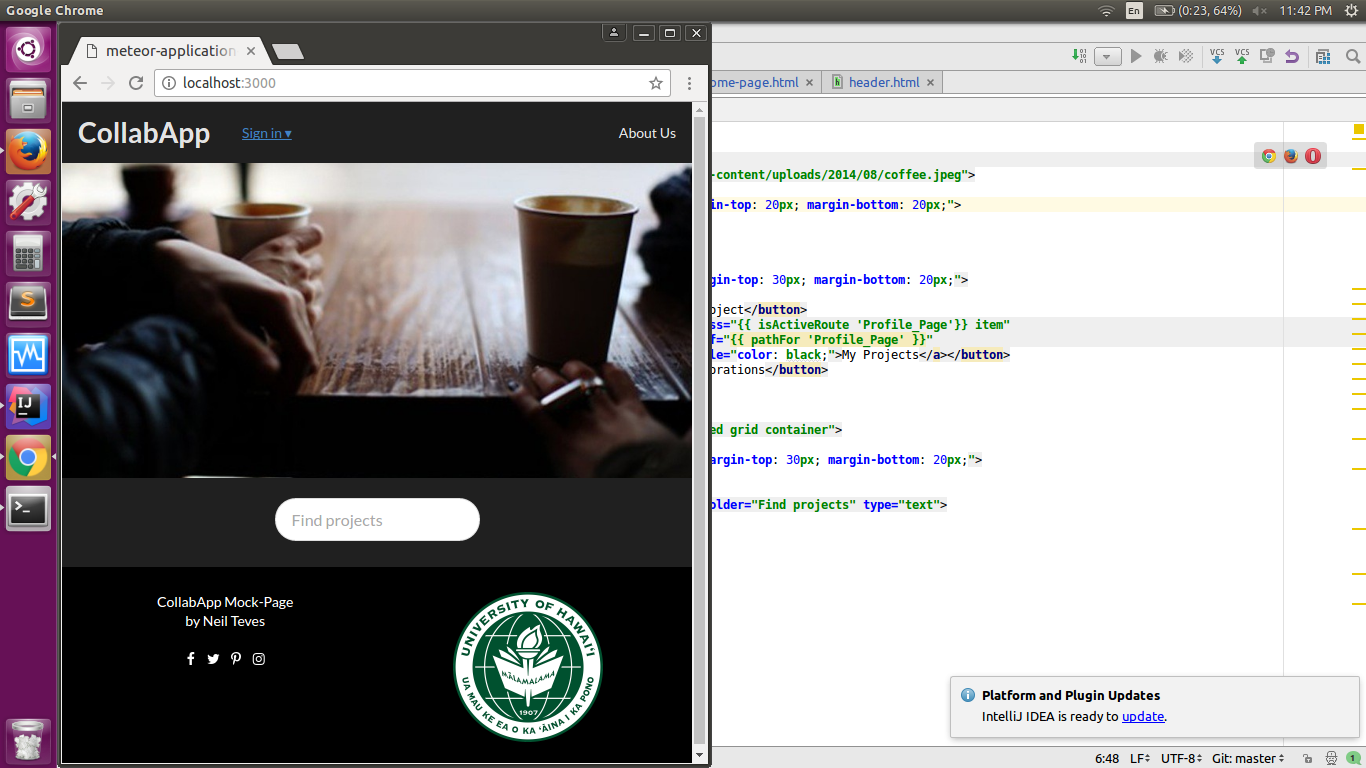 Google Chrome
En
(0:23, 64%)
11:42 PM
meteor-application
localhost:3000
CollabApp
Sign in ▾
About Us
Find projects
CollabApp Mock-Page
by Neil Teves
UNIVERSITY OF HAWAIʻI
MĀLAMALAMA
1907
UA MAU KE EA O KA ʻĀINA I KA PONO
VCS VCS
ome-page.html
header.html
-content/uploads/2014/08/coffee.jpeg">
in-top: 20px; margin-bottom: 20px;">
gin-top: 30px; margin-bottom: 20px;">
oject</button>
ss="{{ isActiveRoute 'Profile_Page'}} item"
f="{{ pathFor 'Profile_Page' }}"
le="color: black;">My Projects</a></button>
orations</button>
ed grid container">
argin-top: 30px; margin-bottom: 20px;">
older="Find projects" type="text">
Platform and Plugin Updates
IntelliJ IDEA is ready to update.
6:48 LF UTF-8 Git: master 1